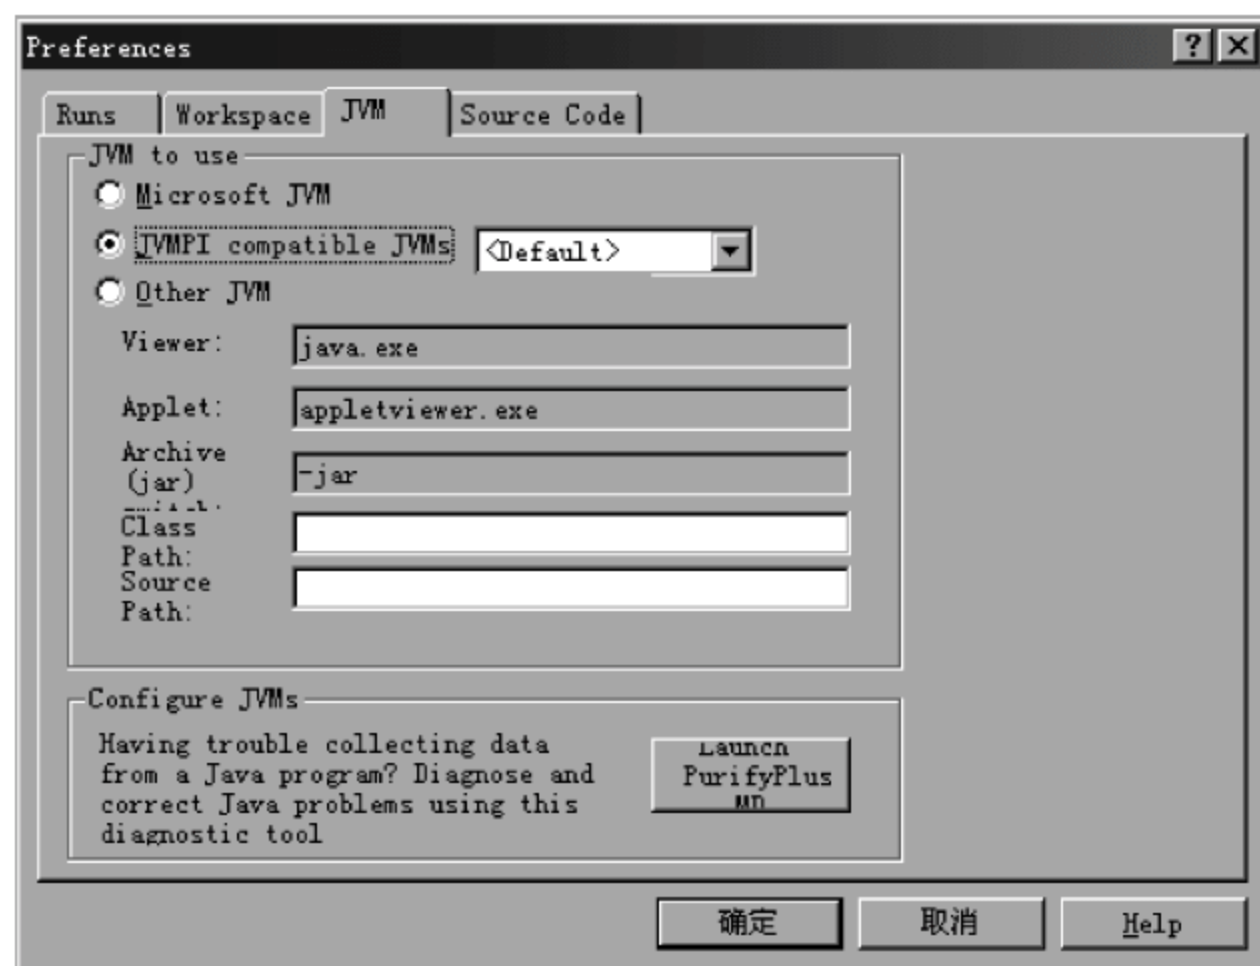 Preferences
Runs Workspace JVM Source Code
JVM to use
Microsoft JVM
JVMPI compatible JVMs <Default>
Other JVM
Viewer: java.exe
Applet: appletviewer.exe
Archive
(jar) -jar
Class
Path:
Source
Path:
Configure JVMs
Having trouble collecting data
from a Java program? Diagnose and
correct Java problems using this
diagnostic tool
Launch
PurifyPlus
确定 取消 Help